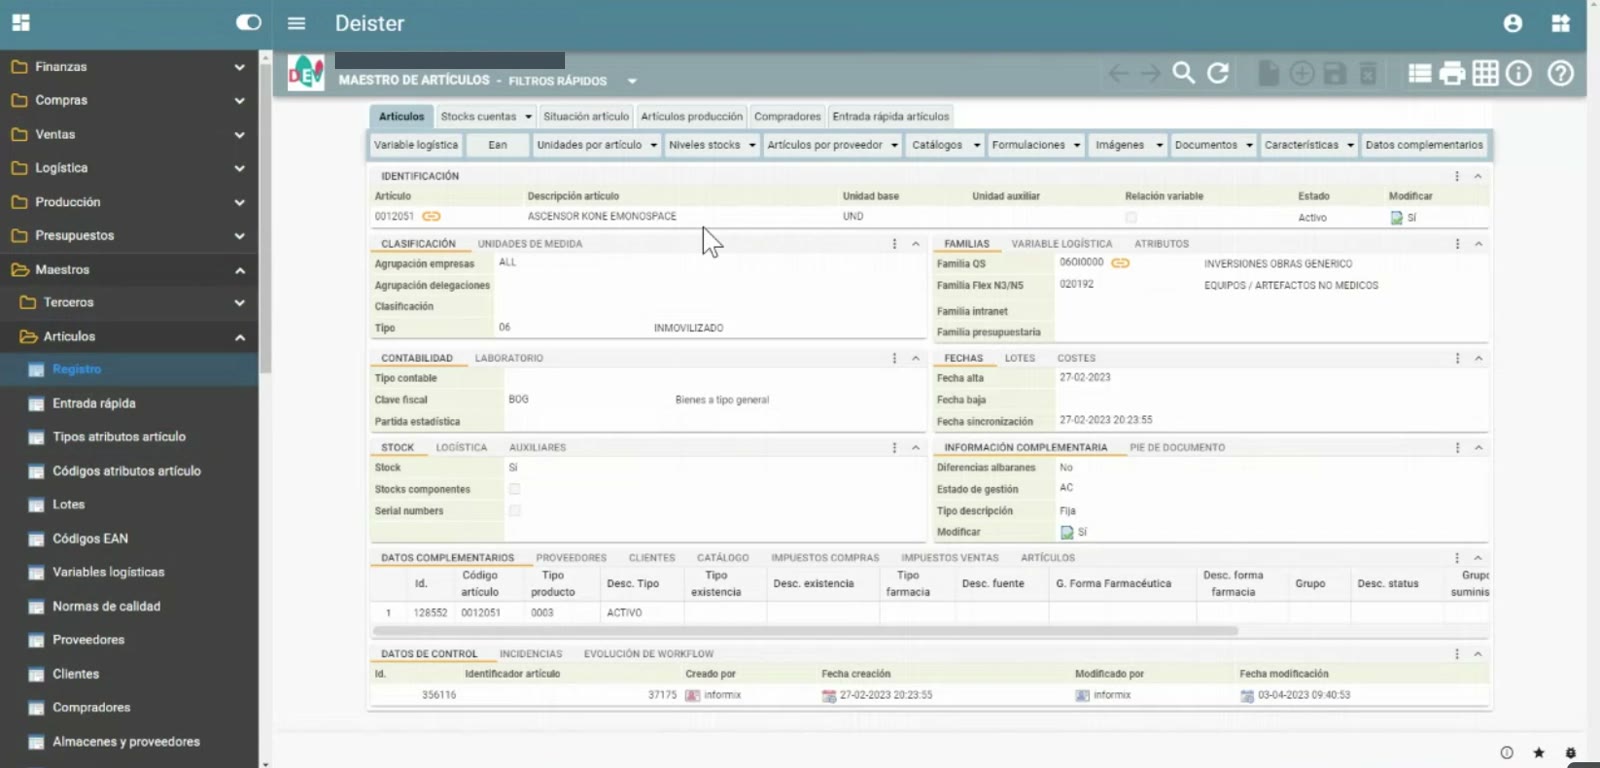 Deister
DEV
MAESTRO DE ARTÍCULOS - FILTROS RÁPIDOS
Finanzas
Compras
Ventas
Logística
Producción
Presupuestos
Maestros
Terceros
Artículos
Registro
Entrada rápida
Tipos atributos artículo
Códigos atributos artículo
Lotes
Códigos EAN
Variables logísticas
Normas de calidad
Proveedores
Clientes
Compradores
Almacenes y proveedores
Artículos Stocks cuentas Situación artículo Artículos producción Compradores Entrada rápida artículos
Variable logística Ean Unidades por artículo Niveles stocks Artículos por proveedor Catálogos Formulaciones Imágenes Documentos Características Datos complementarios
IDENTIFICACIÓN
Artículo Descripción artículo Unidad base Unidad auxiliar Relación variable Estado Modificar
0012051 ASCENSOR KONE EMONOSPACE UND Activo Sí
CLASIFICACIÓN UNIDADES DE MEDIDA
Agrupación empresas ALL
Agrupación delegaciones
Clasificación
Tipo 06 INMOVILIZADO
FAMILIAS VARIABLE LOGÍSTICA ATRIBUTOS
Familia QS 06OI0000 INVERSIONES OBRAS GENERICO
Familia Flex N3/N5 020192 EQUIPOS / ARTEFACTOS NO MEDICOS
Familia intranet
Familia presupuestaria
CONTABILIDAD LABORATORIO
Tipo contable
Clave fiscal BOG Bienes a tipo general
Partida estadística
FECHAS LOTES COSTES
Fecha alta 27-02-2023
Fecha baja
Fecha sincronización 27-02-2023 20:23:55
STOCK LOGÍSTICA AUXILIARES
Stock Sí
Stocks componentes
Serial numbers
INFORMACIÓN COMPLEMENTARIA PIE DE DOCUMENTO
Diferencias albaranes No
Estado de gestión AC
Tipo descripción Fija
Modificar Sí
DATOS COMPLEMENTARIOS PROVEEDORES CLIENTES CATÁLOGO IMPUESTOS COMPRAS IMPUESTOS VENTAS ARTÍCULOS
Id. Código artículo Tipo producto Desc. Tipo Tipo existencia Desc. existencia Tipo farmacia Desc. fuente G. Forma Farmacéutica Desc. forma farmacia Grupo Desc. status Grupo suminis
1 128552 0012051 0003 ACTIVO
DATOS DE CONTROL INCIDENCIAS EVOLUCIÓN DE WORKFLOW
Id. Identificador artículo Creado por Fecha creación Modificado por Fecha modificación
356116 37175 informix 27-02-2023 20:23:55 informix 03-04-2023 09:40:53